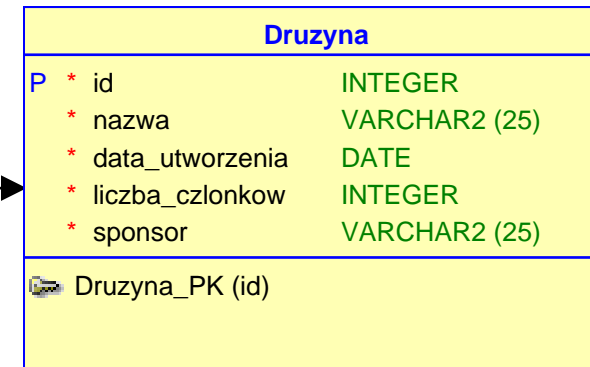 Druzyna
P * id INTEGER
* nazwa VARCHAR2 (25)
* data_utworzenia DATE
* liczba_czlonkow INTEGER
* sponsor VARCHAR2 (25)
Druzyna_PK (id)